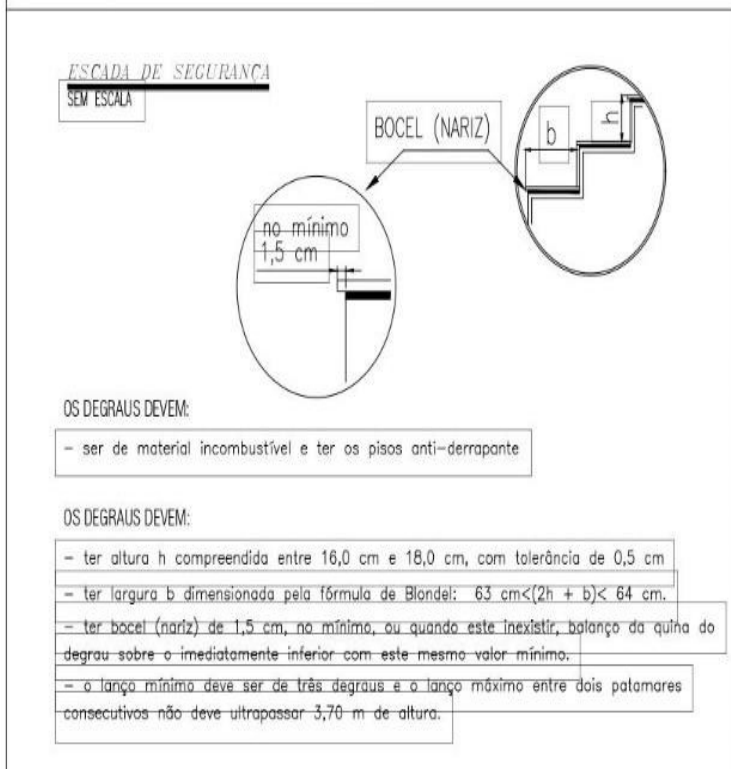 ESCADA DE SEGURANÇA
SEM ESCALA
BOCEL (NARIZ)
b
h
no mínimo
1,5 cm
OS DEGRAUS DEVEM:
- ser de material incombustível e ter os pisos anti-derrapante
OS DEGRAUS DEVEM:
- ter altura h compreendida entre 16,0 cm e 18,0 cm, com tolerância de 0,5 cm
- ter largura b dimensionada pela fórmula de Blondel: 63 cm<(2h + b)< 64 cm.
- ter bocel (nariz) de 1,5 cm, no mínimo, ou quando este inexistir, balanço da quina do
degrau sobre o imediatamente inferior com este mesmo valor mínimo.
- o lanço mínimo deve ser de três degraus e o lanço máximo entre dois patamares
consecutivos não deve ultrapassar 3,70 m de altura.